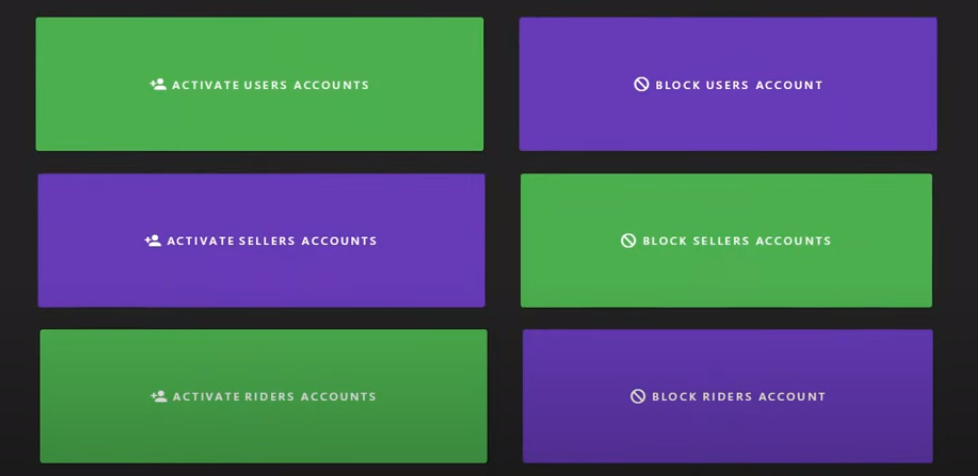 ACTIVATE USERS ACCOUNTS
BLOCK USERS ACCOUNT
ACTIVATE SELLERS ACCOUNTS
BLOCK SELLERS ACCOUNTS
ACTIVATE RIDERS ACCOUNTS
BLOCK RIDERS ACCOUNT